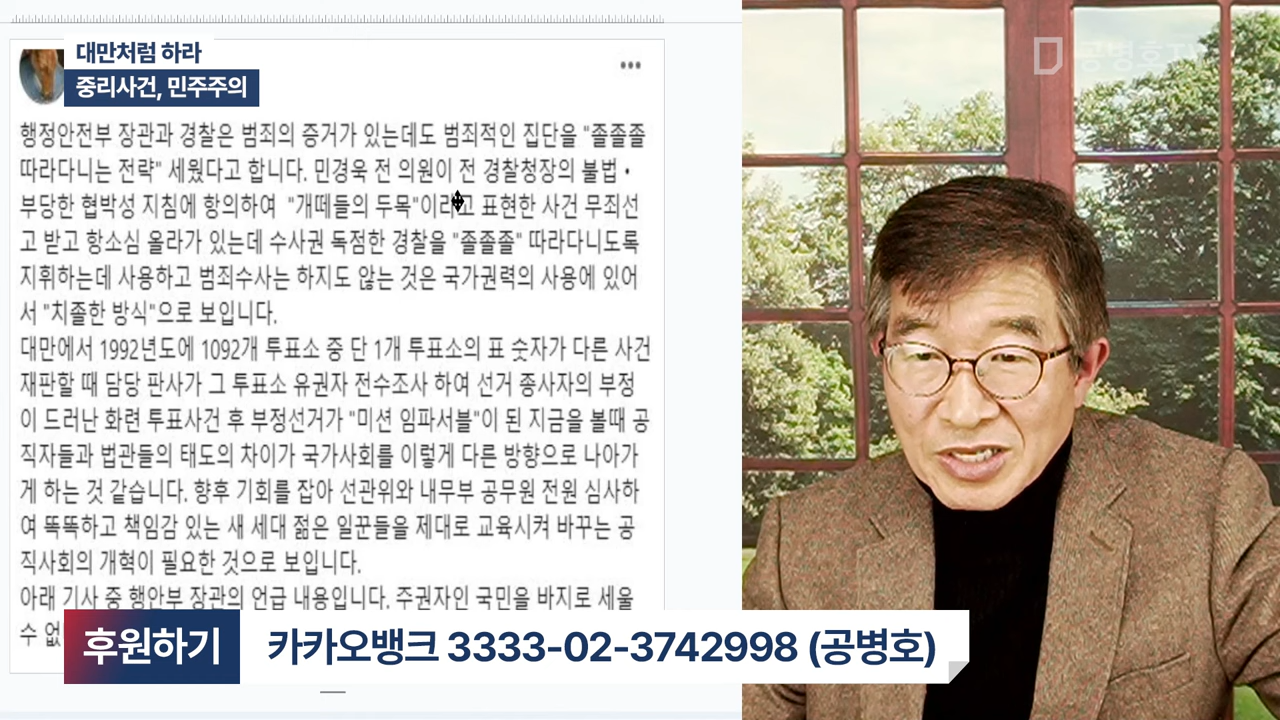 대만처럼 하라
중리사건, 민주주의
공병호TV
행정안전부 장관과 경찰은 범죄의 증거가 있는데도 범죄적인 집단을 "졸졸졸
따라다니는 전략" 세웠다고 합니다. 민경욱 전 의원이 전 경찰청장의 불법·
부당한 협박성 지침에 항의하여 "개떼들의 두목"이라고 표현한 사건 무죄선
고 받고 항소심 올라가 있는데 수사권 독점한 경찰을 "졸졸졸" 따라다니도록
지휘하는데 사용하고 범죄수사는 하지도 않는 것은 국가권력의 사용에 있어
서 "치졸한 방식"으로 보입니다.
대만에서 1992년도에 1092개 투표소 중 단 1개 투표소의 표 숫자가 다른 사건
재판할 때 담당 판사가 그 투표소 유권자 전수조사 하여 선거 종사자의 부정
이 드러난 화련 투표사건 후 부정선거가 "미션 임파서블"이 된 지금을 볼때 공
직자들과 법관들의 태도의 차이가 국가사회를 이렇게 다른 방향으로 나아가
게 하는 것 같습니다. 향후 기회를 잡아 선관위와 내무부 공무원 전원 심사하
여 똑똑하고 책임감 있는 새 세대 젊은 일꾼들을 제대로 교육시켜 바꾸는 공
직사회의 개혁이 필요한 것으로 보입니다.
아래 기사 중 행안부 장관의 언급 내용입니다. 주권자인 국민을 바지로 세울
수 없
후원하기 카카오뱅크 3333-02-3742998 (공병호)